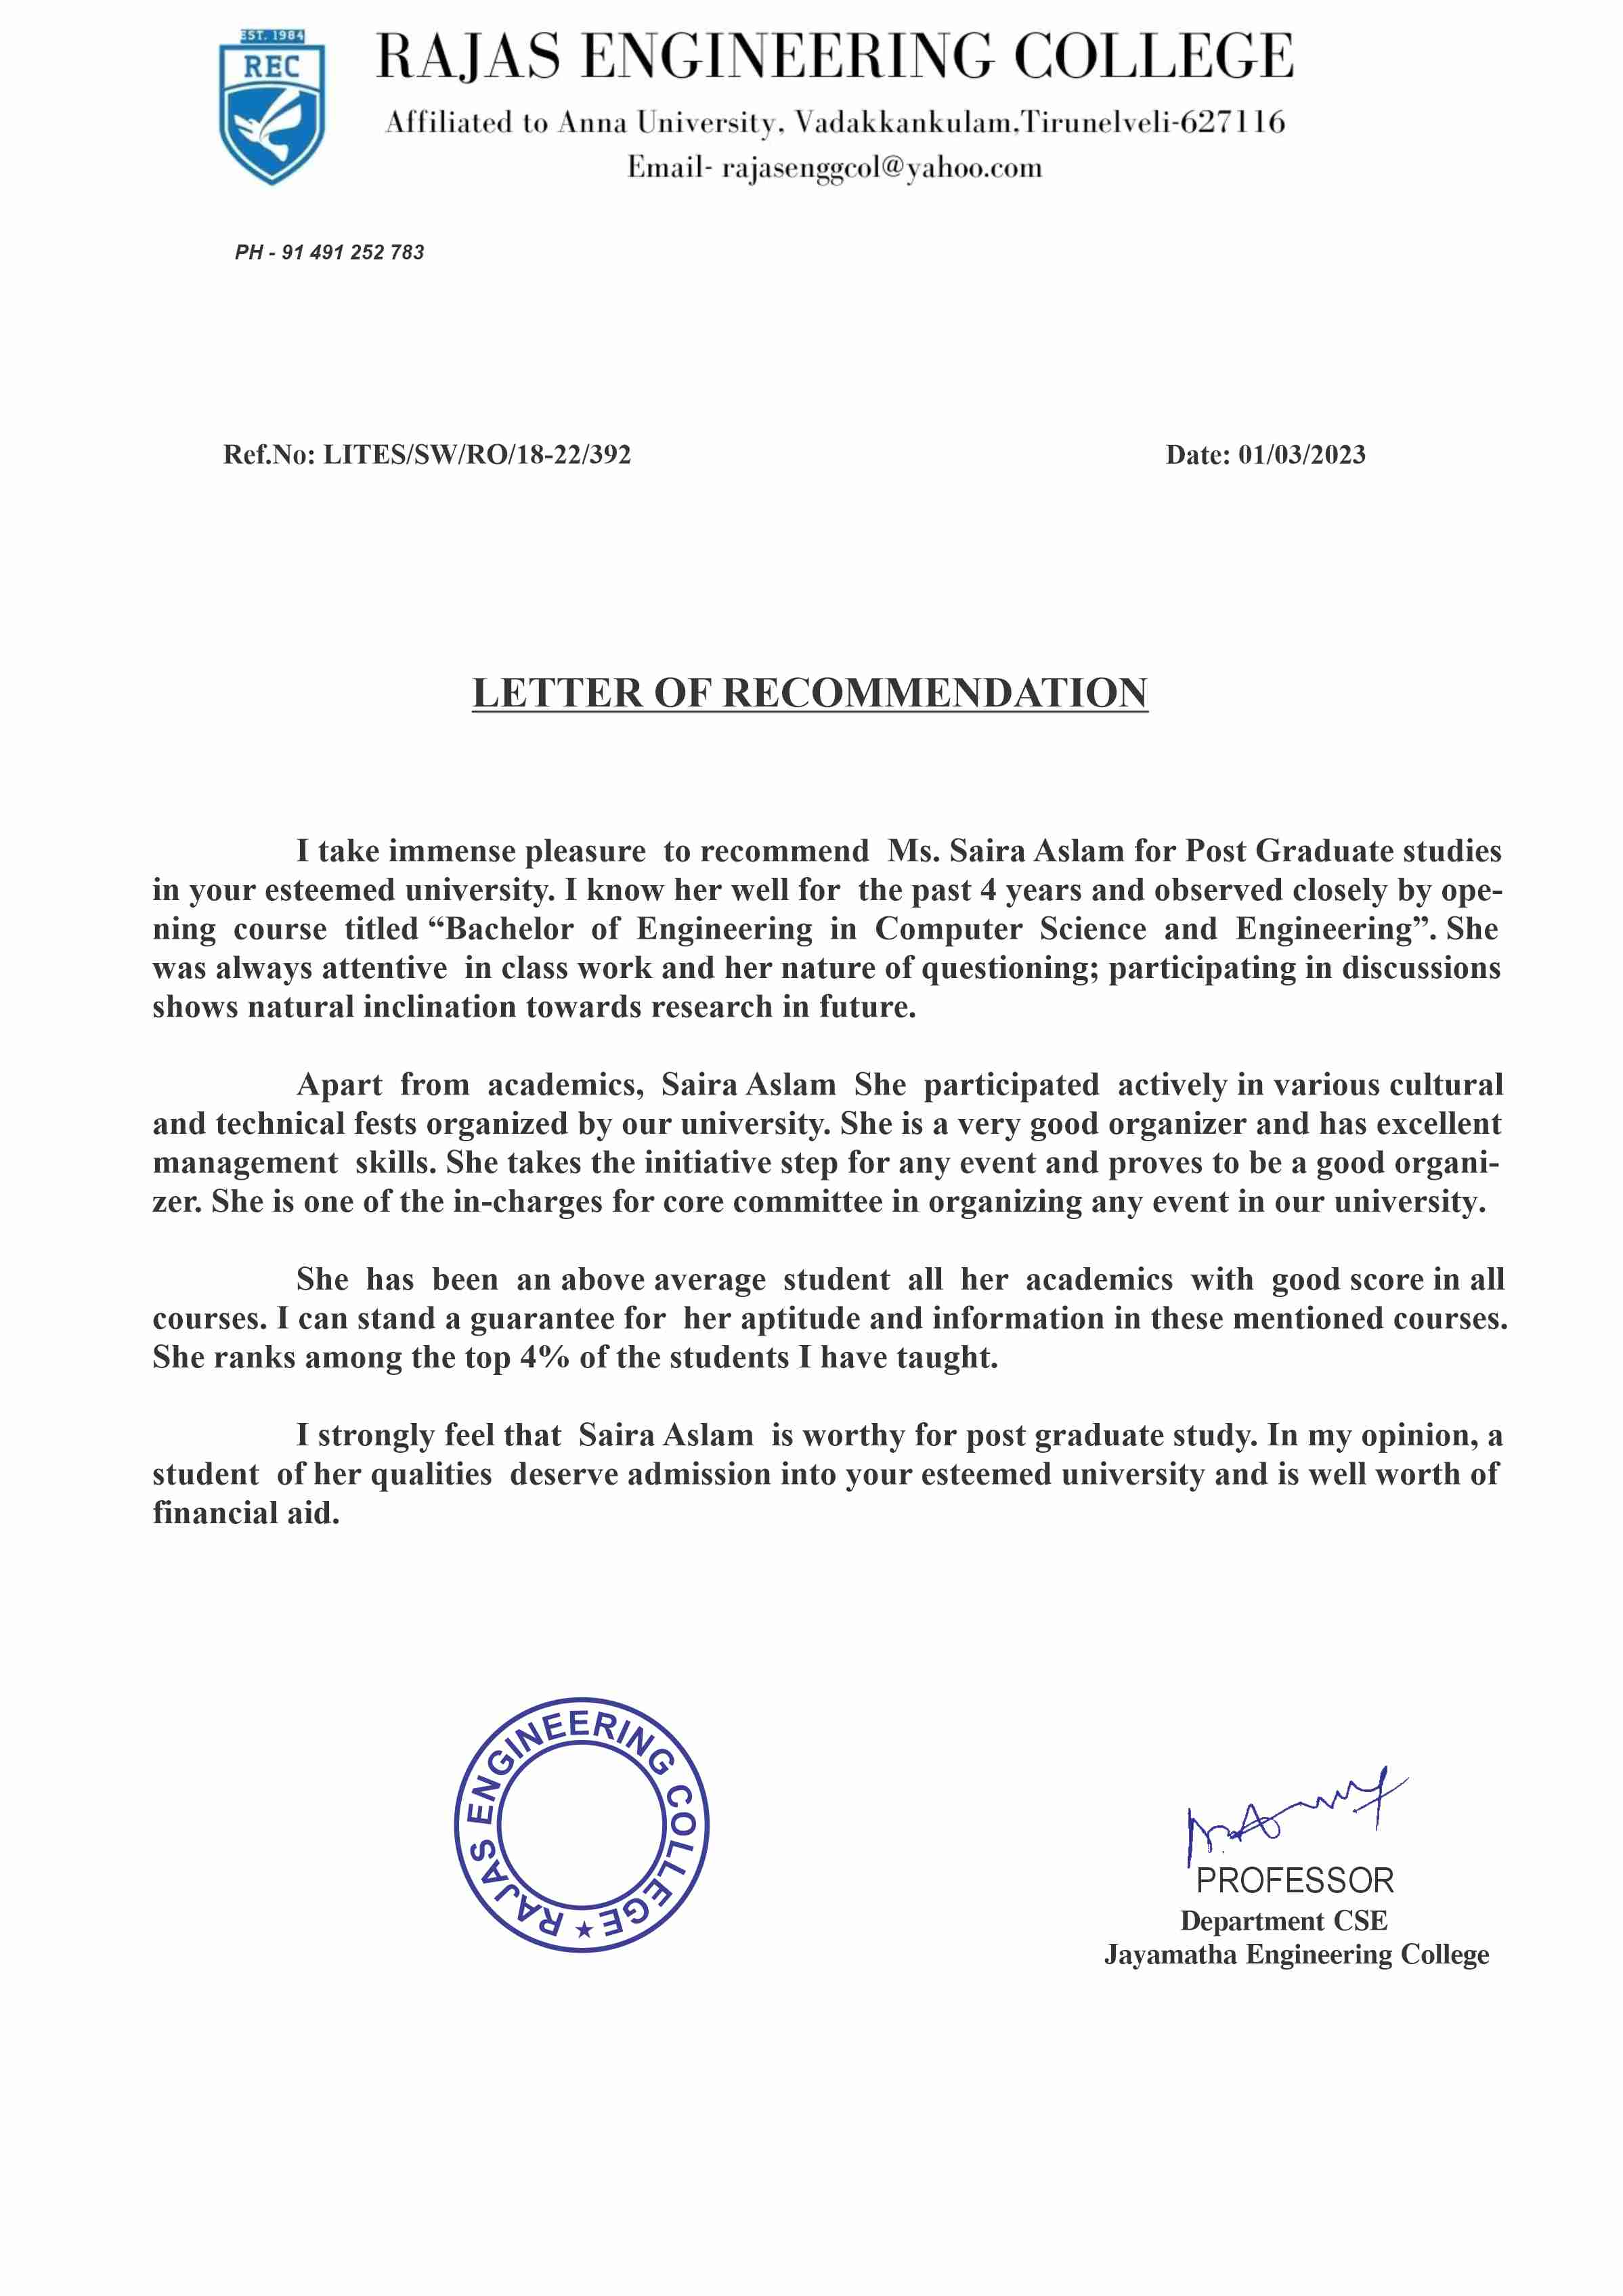 EST. 1984
REC
RAJAS ENGINEERING COLLEGE
Affiliated to Anna University, Vadakkankulam,Tirunelveli-627116
Email- rajasenggcol@yahoo.com
PH - 91 491 252 783
Ref.No: LITES/SW/RO/18-22/392 Date: 01/03/2023
LETTER OF RECOMMENDATION
I take immense pleasure to recommend Ms. Saira Aslam for Post Graduate studies
in your esteemed university. I know her well for the past 4 years and observed closely by ope-
ning course titled “Bachelor of Engineering in Computer Science and Engineering”. She
was always attentive in class work and her nature of questioning; participating in discussions
shows natural inclination towards research in future.
Apart from academics, Saira Aslam She participated actively in various cultural
and technical fests organized by our university. She is a very good organizer and has excellent
management skills. She takes the initiative step for any event and proves to be a good organi-
zer. She is one of the in-charges for core committee in organizing any event in our university.
She has been an above average student all her academics with good score in all
courses. I can stand a guarantee for her aptitude and information in these mentioned courses.
She ranks among the top 4% of the students I have taught.
I strongly feel that Saira Aslam is worthy for post graduate study. In my opinion, a
student of her qualities deserve admission into your esteemed university and is well worth of
financial aid.
RAJAS ENGINEERING COLLEGE ★
PROFESSOR
Department CSE
Jayamatha Engineering College